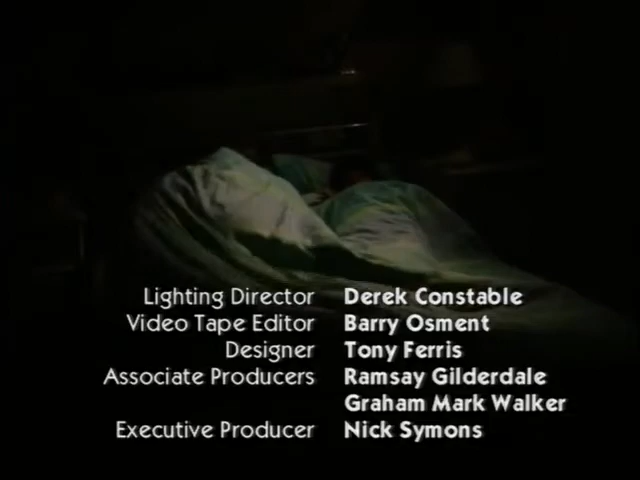 Lighting Director Derek Constable
Video Tape Editor Barry Osment
Designer Tony Ferris
Associate Producers Ramsay Gilderdale
Graham Mark Walker
Executive Producer Nick Symons